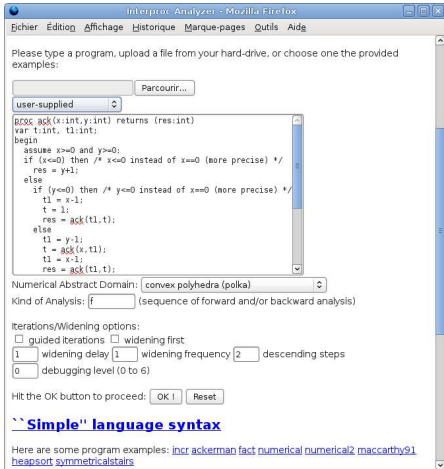 Interproc Analyzer - Mozilla Firefox
Fichier Édition Affichage Historique Marque-pages Outils Aide
Please type a program, upload a file from your hard-drive, or choose one the provided
examples:
Parcourir...
user-supplied
proc ack(x:int,y:int) returns (res:int)
var t:int, t1:int;
begin
assume x>=0 and y>=0;
if (x<=0) then /* x<=0 instead of x==0 (more precise) */
res = y+1;
else
if (y<=0) then /* y<=0 instead of x==0 (more precise) */
t1 = x-1;
t = 1;
res = ack(t1,t);
else
t1 = y-1;
t = ack(x,t1);
t1 = x-1;
res = ack(t1,t);
Numerical Abstract Domain: convex polyhedra (polka)
Kind of Analysis: f (sequence of forward and/or backward analysis)
Iterations/Widening options:
guided iterations widening first
1 widening delay 1 widening frequency 2 descending steps
0 debugging level (0 to 6)
Hit the OK button to proceed: OK ! Reset
``Simple'' language syntax
Here are some program examples: incr ackerman fact numerical numerical2 maccarthy91
heapsort symmetricalstairs